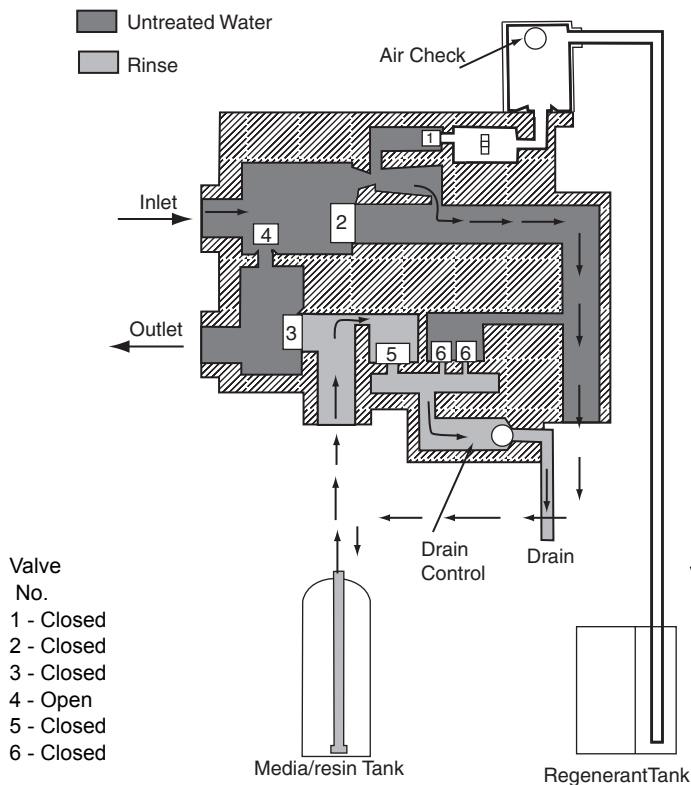 Untreated Water
Rinse
Air Check
1
Inlet
2
4
Outlet
3
5
6
6
Drain
Control
Drain
Valve
No.
1 - Closed
2 - Closed
3 - Closed
4 - Open
5 - Closed
6 - Closed
Media/resin Tank
RegenerantTank